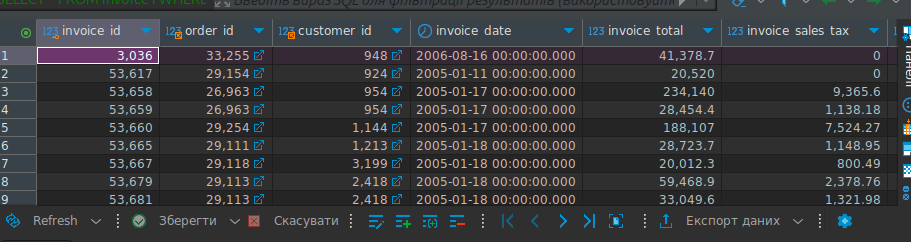 SELECT * FROM invoice i WHERE Введіть вираз SQL для фільтрації результатів (використовуйте
123 invoice id 123 order id 123 customer id invoice date 123 invoice total 123 invoice sales tax
1 3,036 33,255 948 2006-08-16 00:00:00.000 41,378.7 0
2 53,617 29,154 924 2005-01-11 00:00:00.000 20,520 0
3 53,658 26,963 954 2005-01-17 00:00:00.000 234,140 9,365.6
4 53,659 26,963 954 2005-01-17 00:00:00.000 28,454.4 1,138.18
5 53,660 29,254 1,144 2005-01-17 00:00:00.000 188,107 7,524.27
6 53,665 29,111 1,213 2005-01-18 00:00:00.000 28,723.7 1,148.95
7 53,667 29,118 3,199 2005-01-18 00:00:00.000 20,012.3 800.49
8 53,679 29,113 2,418 2005-01-18 00:00:00.000 59,468.9 2,378.76
9 53,681 29,113 2,418 2005-01-18 00:00:00.000 33,049.6 1,321.98
Панелі
Refresh Зберегти Скасувати Експорт даних